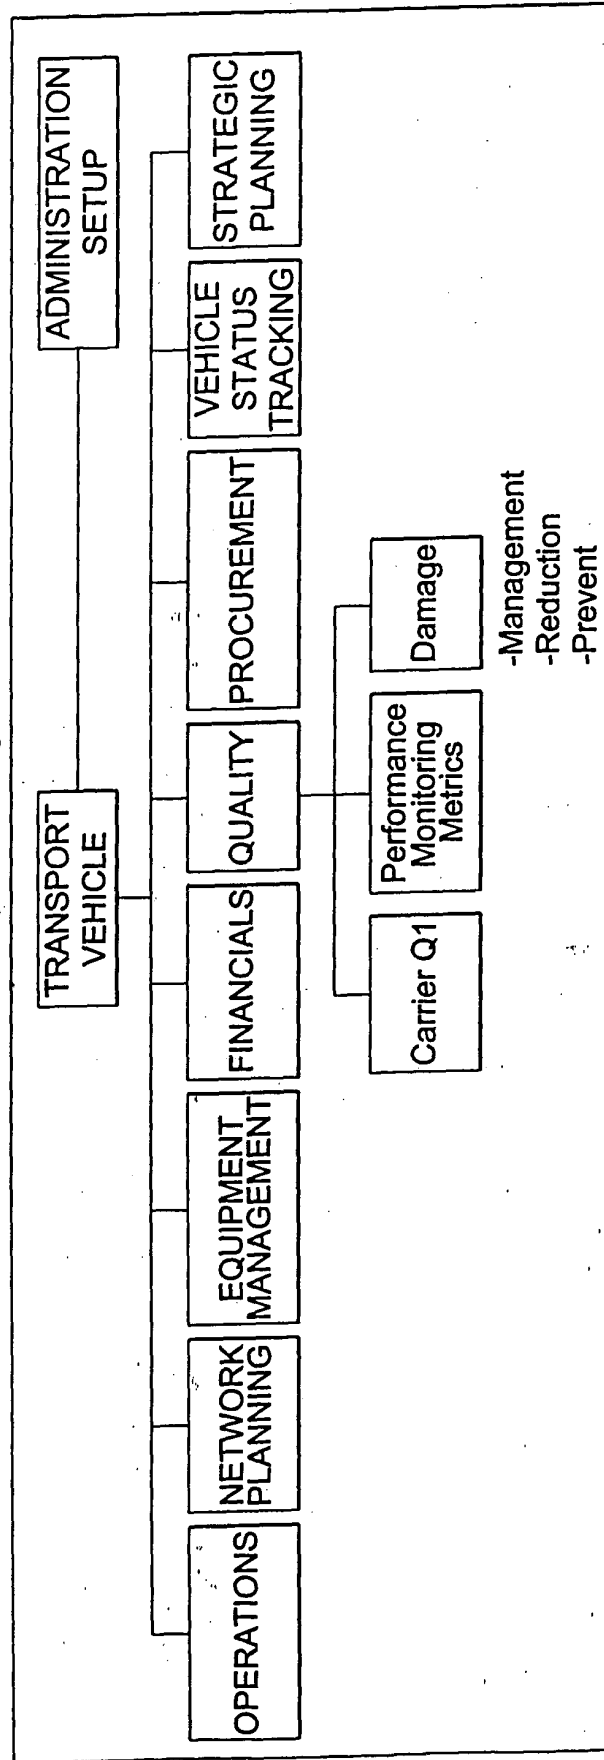 TRANSPORT
VEHICLE
ADMINISTRATION
SETUP
OPERATIONS
NETWORK
PLANNING
EQUIPMENT
MANAGEMENT
FINANCIALS
QUALITY
PROCUREMENT
VEHICLE
STATUS
TRACKING
STRATEGIC
PLANNING
Carrier Q1
Performance
Monitoring
Metrics
Damage
-Management
-Reduction
-Prevent